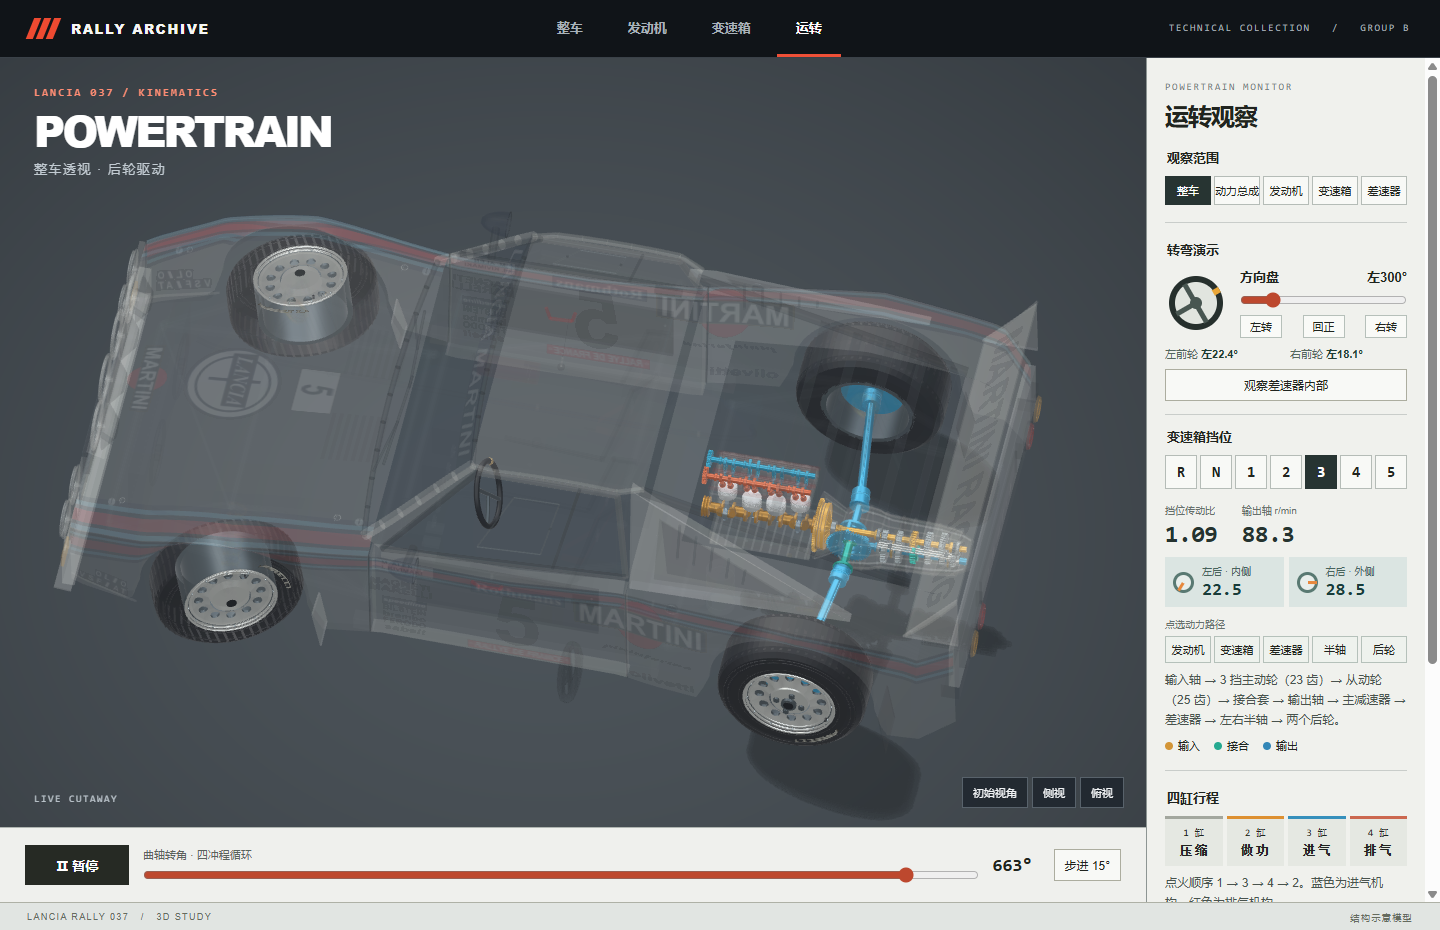 RALLY ARCHIVE
整车
发动机
变速箱
运转
TECHNICAL COLLECTION / GROUP B
LANCIA 037 / KINEMATICS
POWERTRAIN
整车透视 · 后轮驱动
MARTINI
LANCIA
5
MARTINI
MARTINI
olivetti
5
MARTINI
LIVE CUTAWAY
初始视角
侧视
俯视
暂停
曲轴转角 · 四冲程循环
663°
步进 15°
POWERTRAIN MONITOR
运转观察
观察范围
整车
动力总成
发动机
变速箱
差速器
转弯演示
方向盘 左300°
左转
回正
右转
左前轮 左22.4°
右前轮 左18.1°
观察差速器内部
变速箱挡位
R N 1 2 3 4 5
挡位传动比
1.09
输出轴 r/min
88.3
左后 · 内侧
22.5
右后 · 外侧
28.5
点选动力路径
发动机
变速箱
差速器
半轴
后轮
输入轴 → 3 挡主动轮（23 齿）→ 从动轮
（25 齿）→ 接合套 → 输出轴 → 主减速器 →
差速器 → 左右半轴 → 两个后轮。
输入
接合
输出
四缸行程
1 缸
压缩
2 缸
做功
3 缸
进气
4 缸
排气
点火顺序 1 → 3 → 4 → 2。蓝色为进气机
LANCIA RALLY 037 / 3D STUDY
结构示意模型